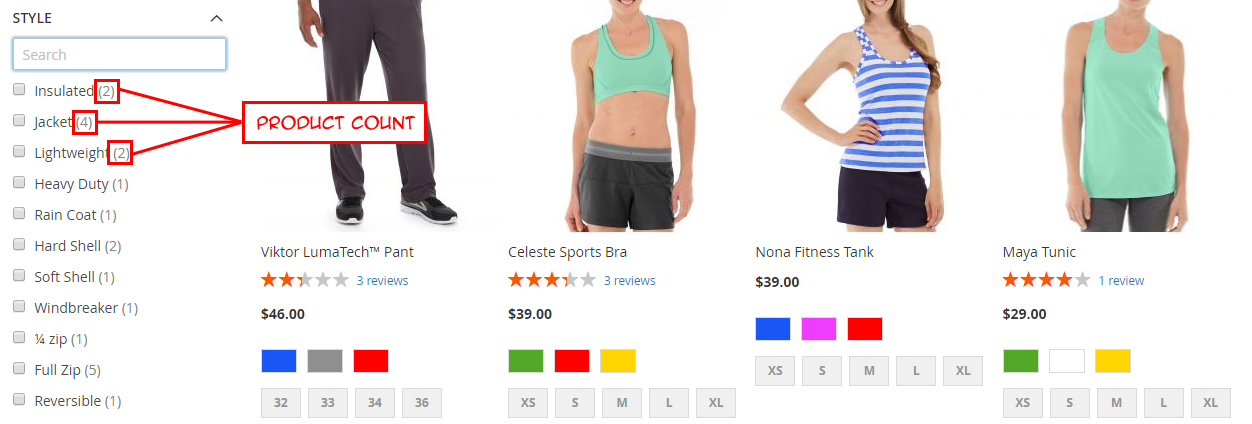 STYLE
Search
Insulated (2)
Jacket (4)
Lightweight (2)
Heavy Duty (1)
Rain Coat (1)
Hard Shell (2)
Soft Shell (1)
Windbreaker (1)
¼ zip (1)
Full Zip (5)
Reversible (1)
PRODUCT COUNT
Viktor LumaTech™ Pant
3 reviews
$46.00
32 33 34 36
Celeste Sports Bra
3 reviews
$39.00
XS S M L XL
Nona Fitness Tank
$39.00
XS S M L XL
Maya Tunic
1 review
$29.00
XS S M L XL